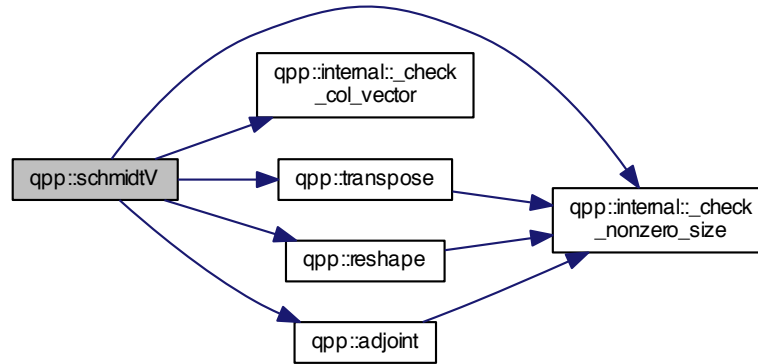 qpp::schmidtV
qpp::internal::_check
_col_vector
qpp::transpose
qpp::reshape
qpp::adjoint
qpp::internal::_check
_nonzero_size